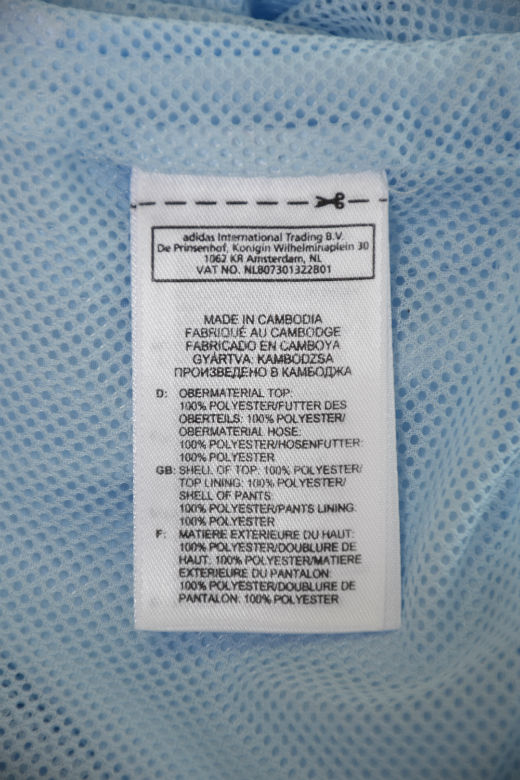 adidas International Trading B.V.
De Prinsenhof, Koningin Wilhelminaplein 30
1062 KR Amsterdam, NL
VAT NO. NL807301322B01
MADE IN CAMBODIA
FABRIQUÉ AU CAMBODGE
FABRICADO EN CAMBOYA
GYÁRTVA: KAMBODZSA
ПРОИЗВЕДЕНО В КАМБОДЖА
D: OBERMATERIAL TOP:
100% POLYESTER/FUTTER DES
OBERTEILS: 100% POLYESTER/
OBERMATERIAL HOSE:
100% POLYESTER/HOSENFUTTER:
100% POLYESTER
GB: SHELL OF TOP: 100% POLYESTER/
TOP LINING: 100% POLYESTER/
SHELL OF PANTS:
100% POLYESTER/PANTS LINING:
100% POLYESTER
F: MATIERE EXTERIEURE DU HAUT:
100% POLYESTER/DOUBLURE DE
HAUT: 100% POLYESTER/MATIERE
EXTERIEURE DU PANTALON:
100% POLYESTER/DOUBLURE DE
PANTALON: 100% POLYESTER